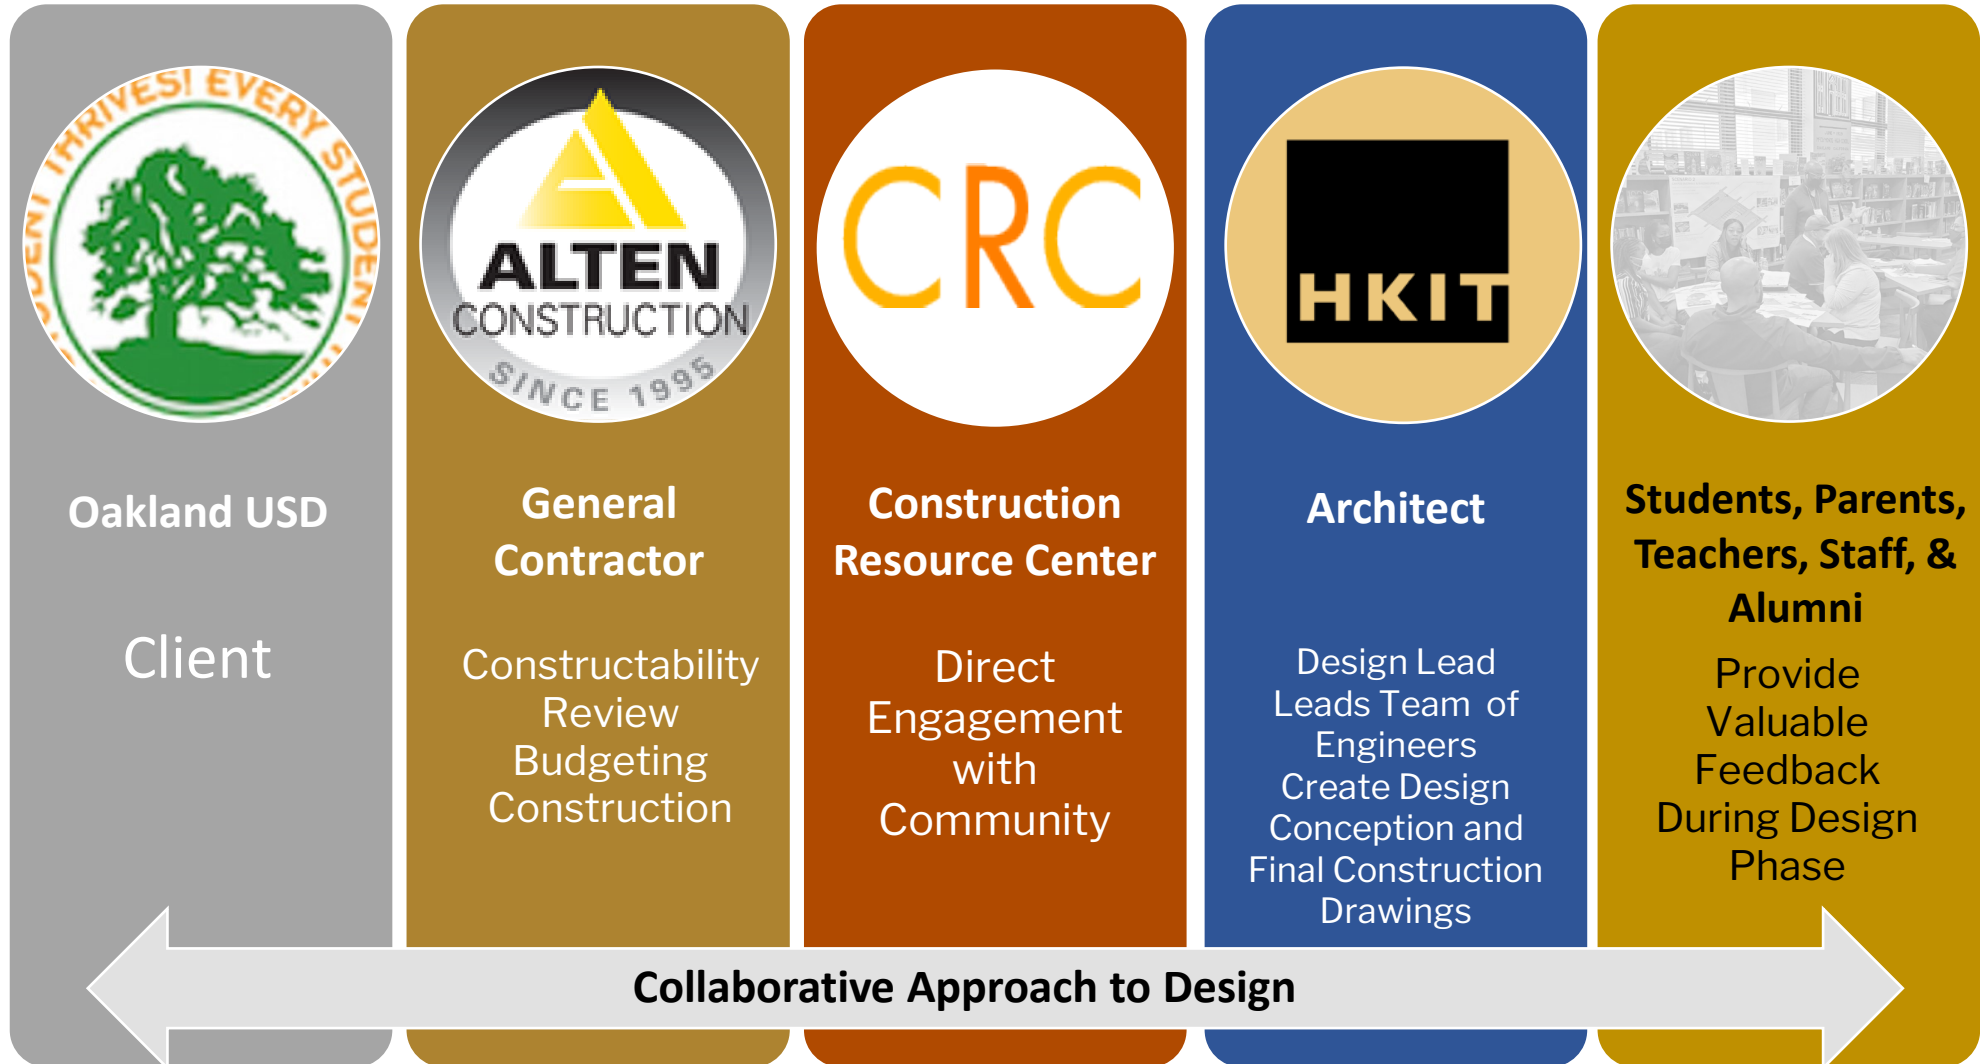 STUDENT THRIVES! EVERY STUDENT
Oakland USD
Client
ALTEN
CONSTRUCTION
SINCE 1995
General
Contractor
Constructability
Review
Budgeting
Construction
CRC
Construction
Resource Center
Direct
Engagement
with
Community
HKIT
Architect
Design Lead
Leads Team of
Engineers
Create Design
Conception and
Final Construction
Drawings
Students, Parents,
Teachers, Staff, &
Alumni
Provide
Valuable
Feedback
During Design
Phase
Collaborative Approach to Design